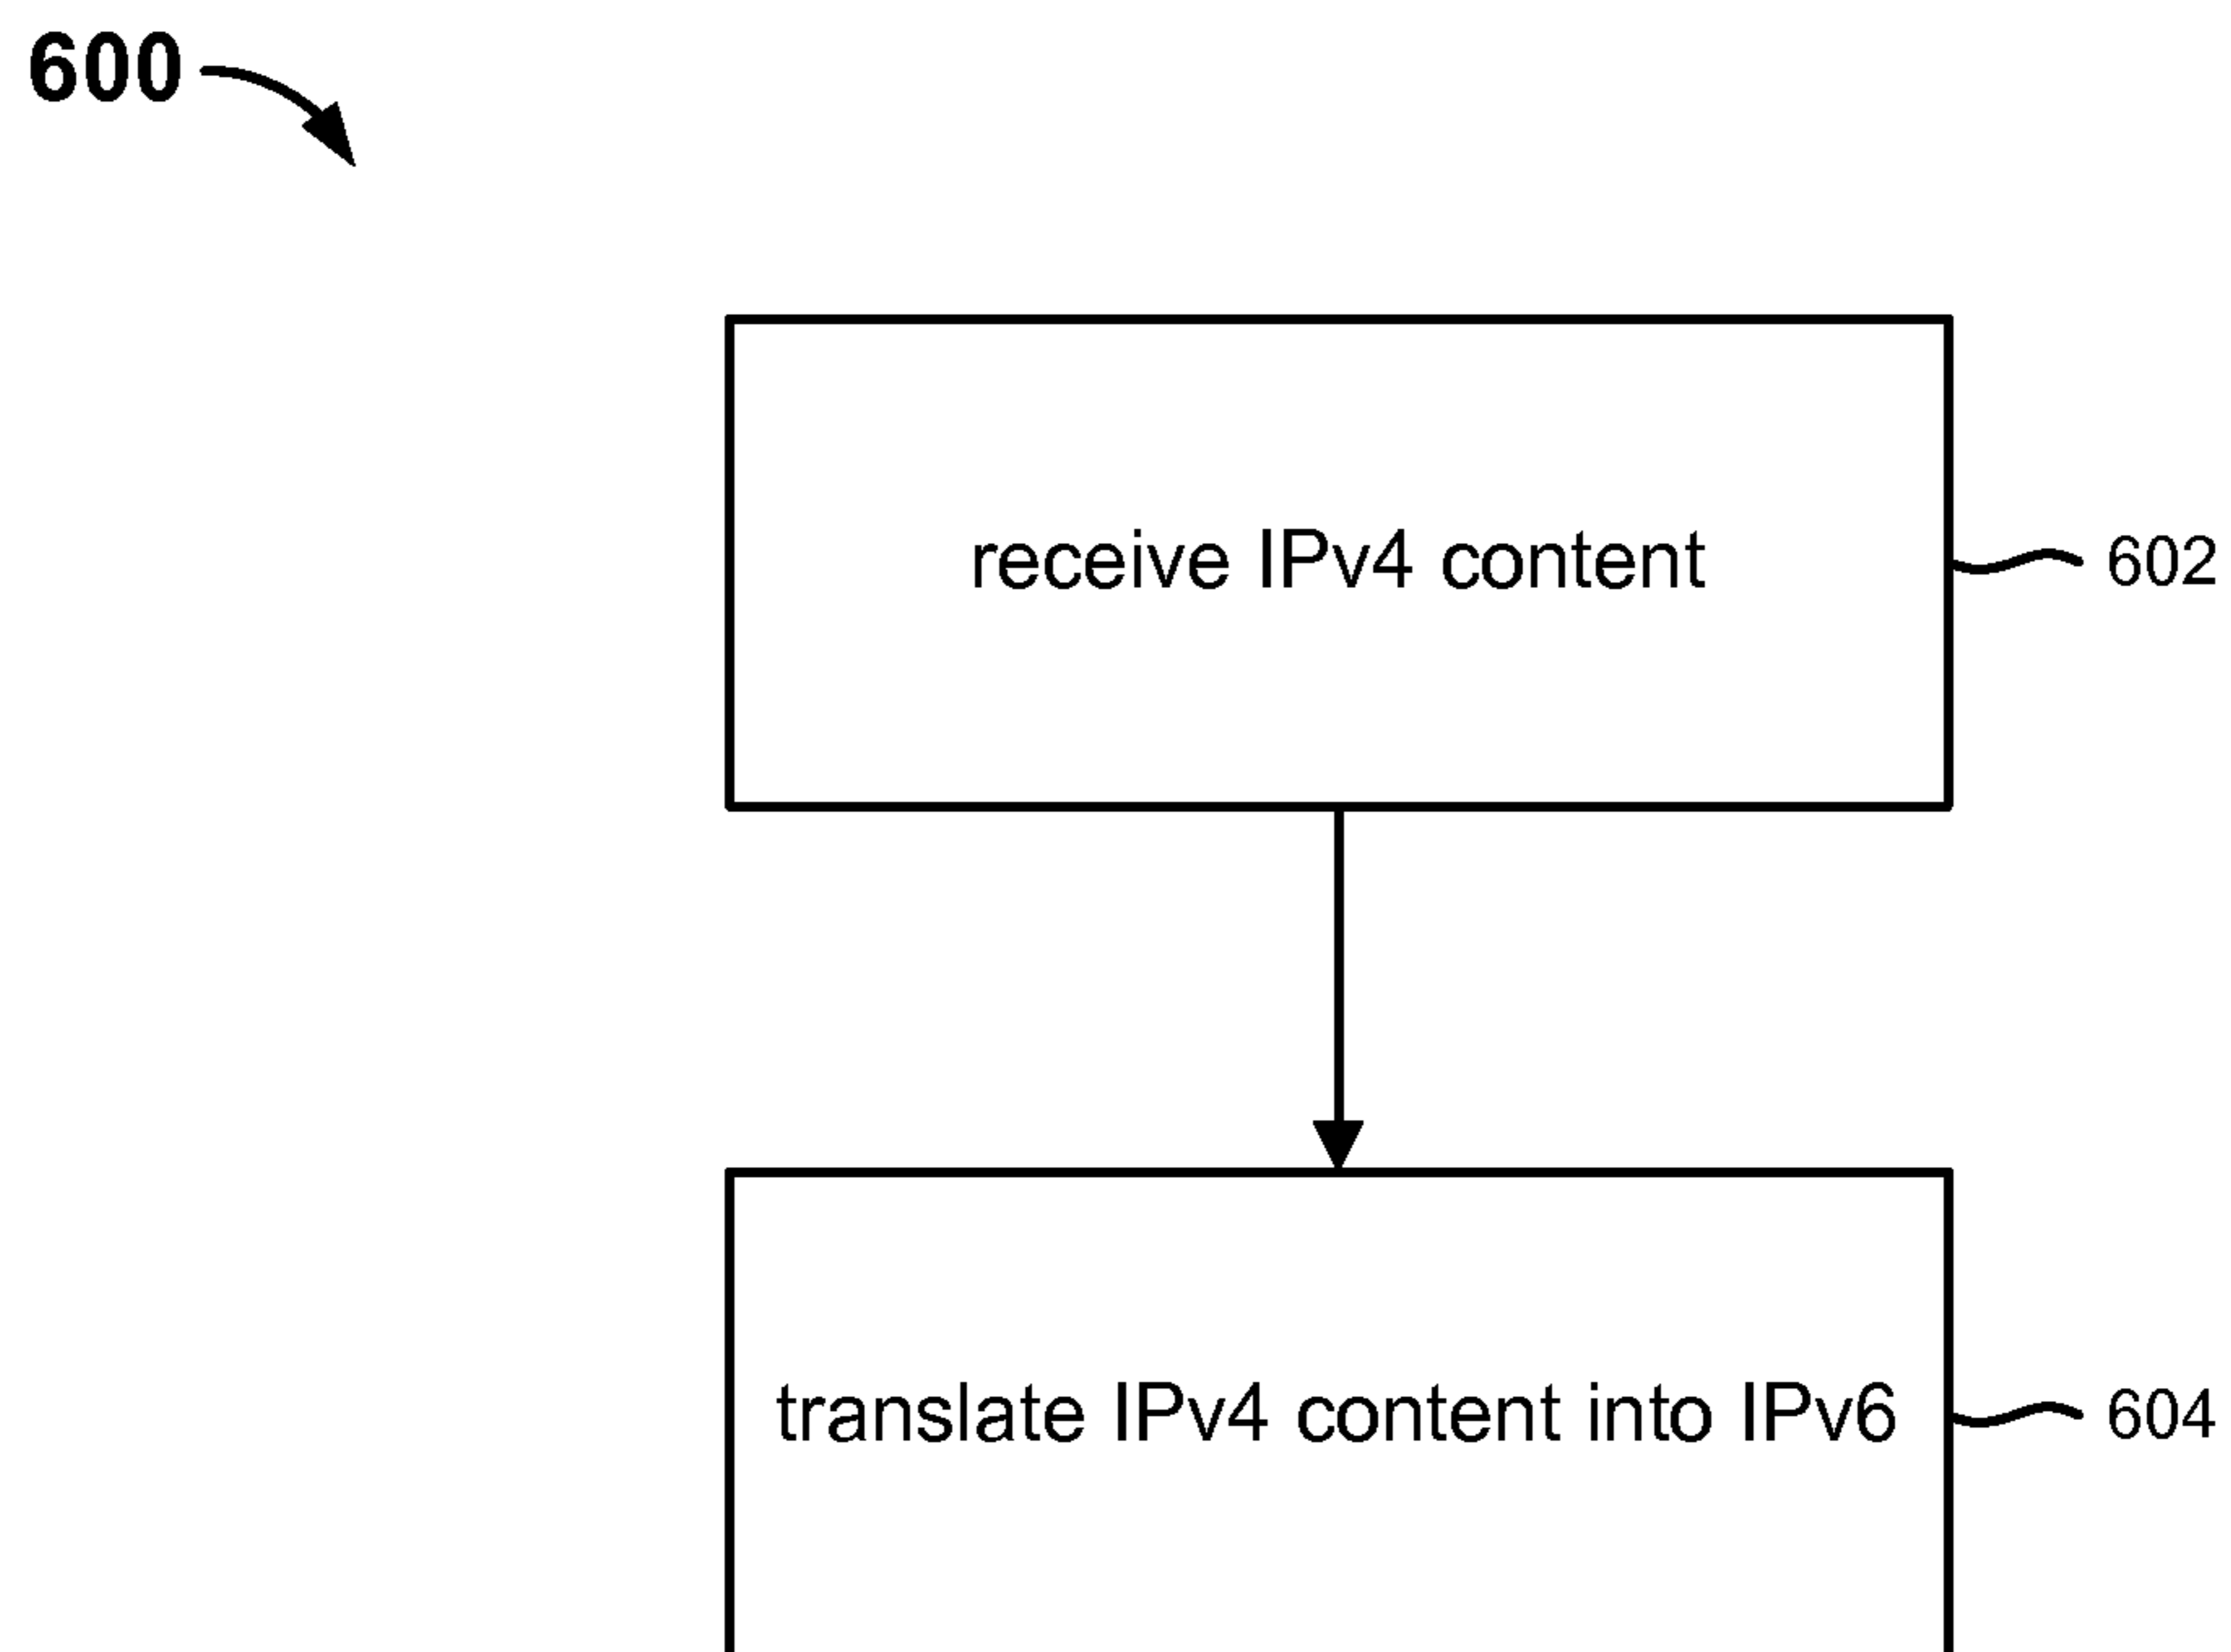 600
receive IPv4 content
602
translate IPv4 content into IPv6
604